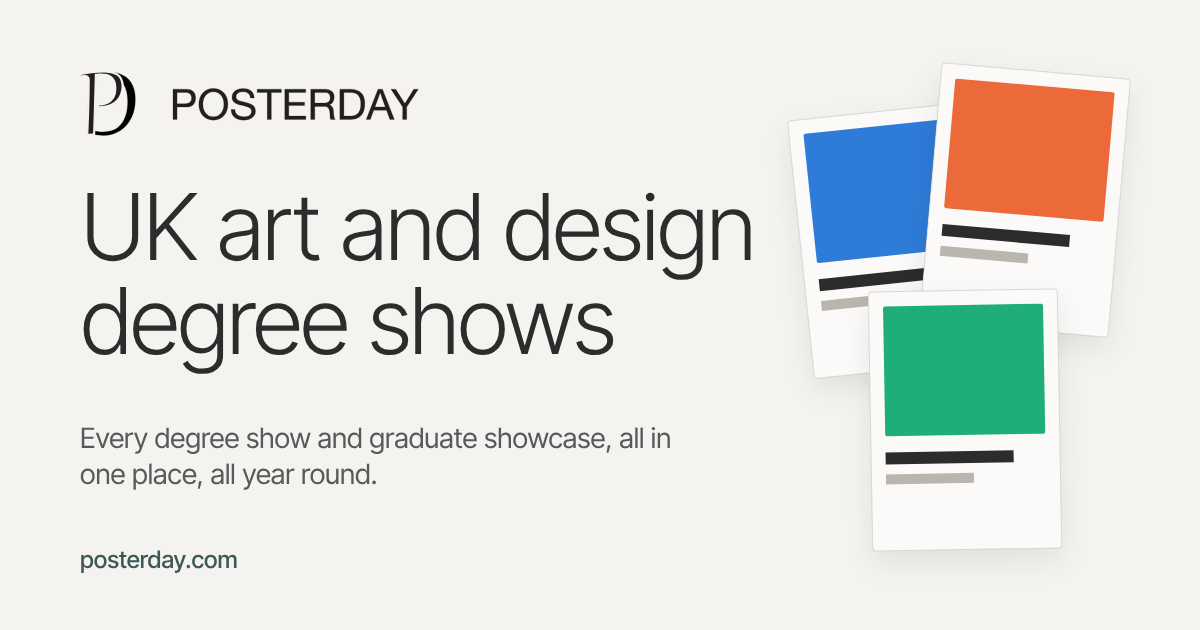 PD POSTERDAY
UK art and design
degree shows
Every degree show and graduate showcase, all in
one place, all year round.
posterday.com